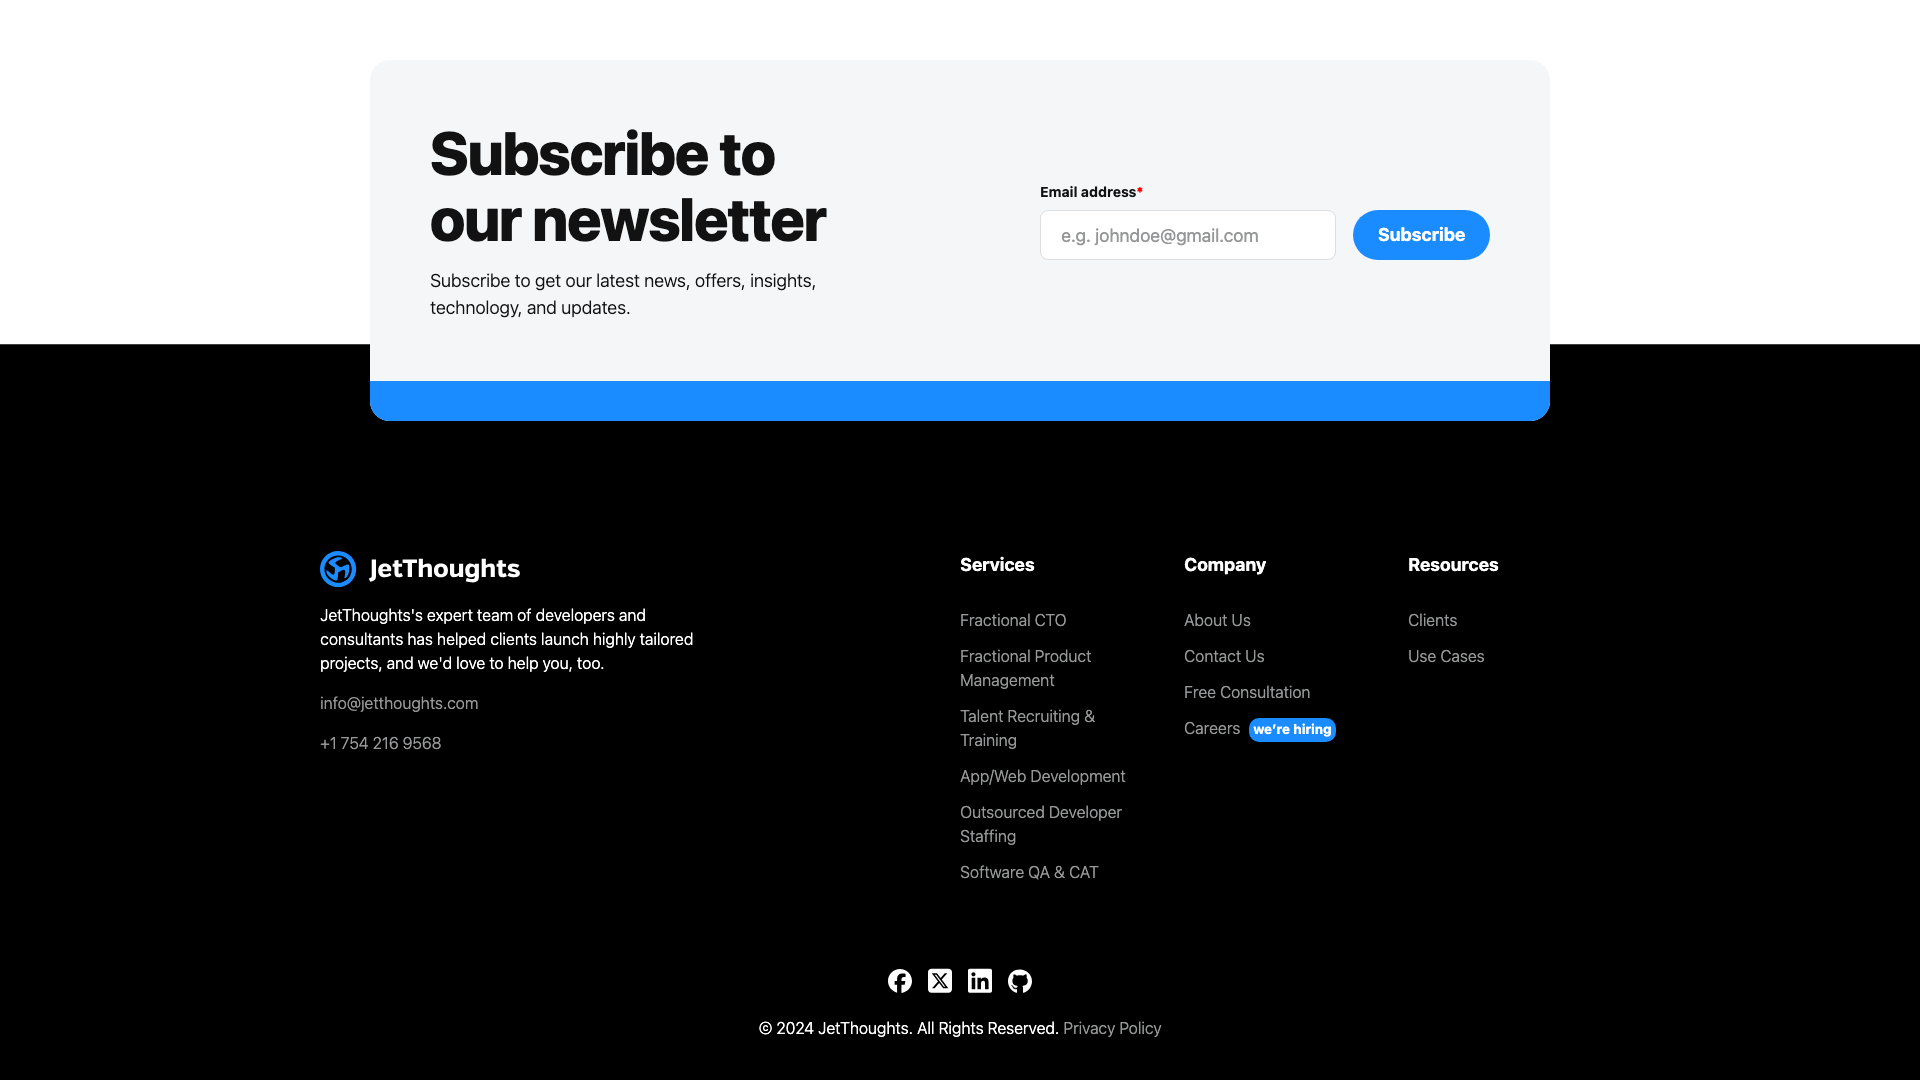 Subscribe to
our newsletter
Subscribe to get our latest news, offers, insights,
technology, and updates.
Email address*
e.g. johndoe@gmail.com
Subscribe
JetThoughts
JetThoughts's expert team of developers and
consultants has helped clients launch highly tailored
projects, and we'd love to help you, too.
info@jetthoughts.com
+1 754 216 9568
Services
Fractional CTO
Fractional Product
Management
Talent Recruiting &
Training
App/Web Development
Outsourced Developer
Staffing
Software QA & CAT
Company
About Us
Contact Us
Free Consultation
Careers we’re hiring
Resources
Clients
Use Cases
© 2024 JetThoughts. All Rights Reserved. Privacy Policy